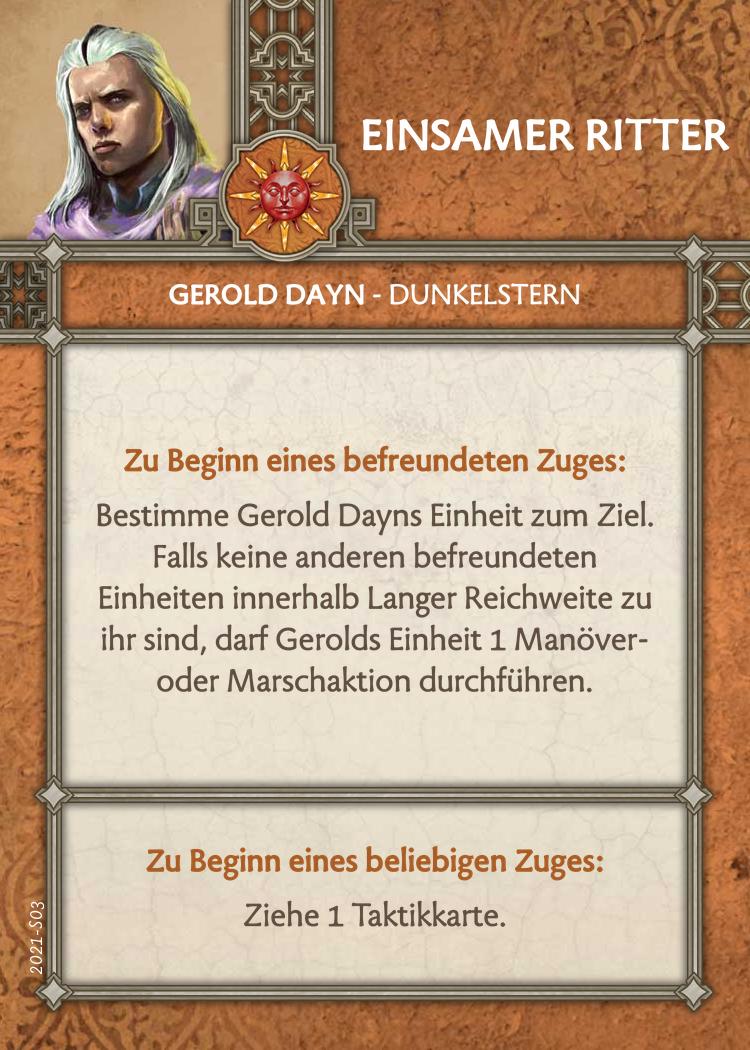 EINSAMER RITTER
GEROLD DAYN - DUNKELSTERN
Zu Beginn eines befreundeten Zuges:
Bestimme Gerold Dayns Einheit zum Ziel.
Falls keine anderen befreundeten
Einheiten innerhalb Langer Reichweite zu
ihr sind, darf Gerolds Einheit 1 Manöver-
oder Marschaktion durchführen.
Zu Beginn eines beliebigen Zuges:
Ziehe 1 Taktikkarte.
2021-S03